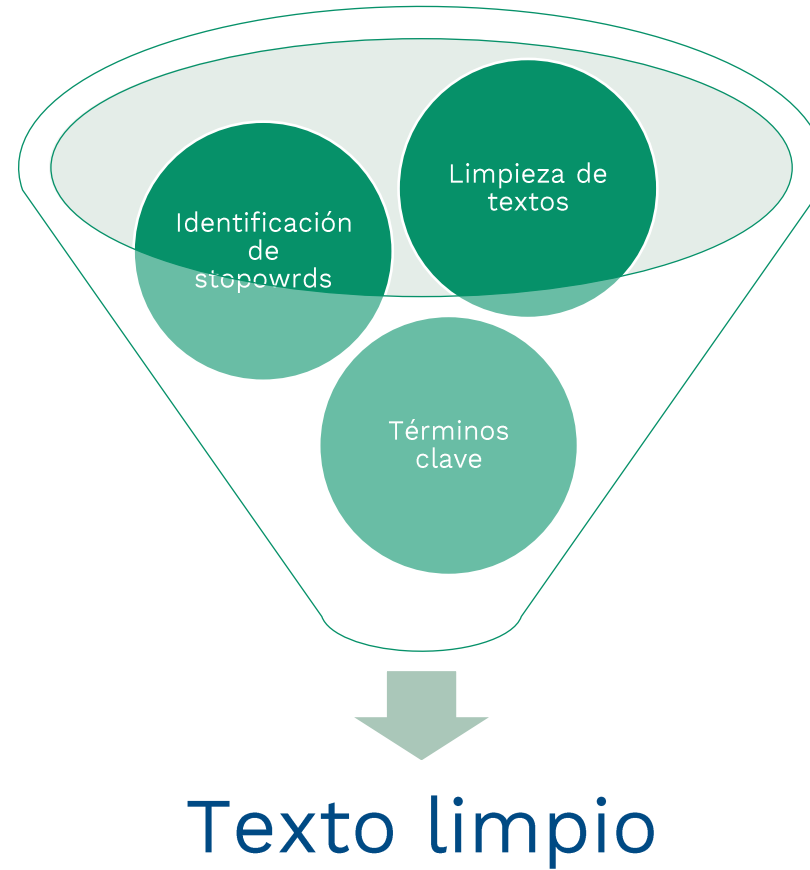 Limpieza de
textos
Identificación
de
stopowrds
Términos
clave
Texto limpio